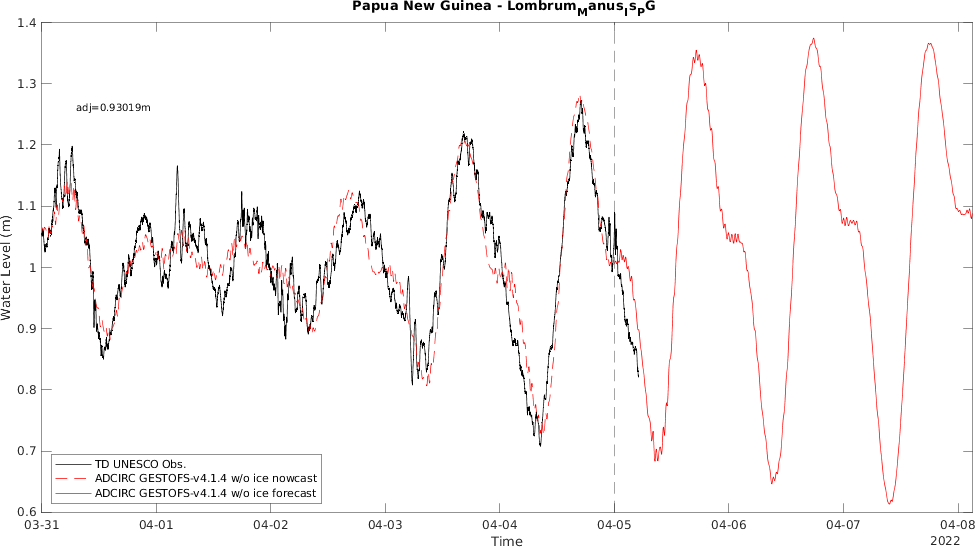 Papua New Guinea - LombrumManusIsPG
1.4
1.3
adj=0.93019m
1.2
1.1
Water Level (m)
1
0.9
0.8
0.7
TD UNESCO Obs.
ADCIRC GESTOFS-v4.1.4 w/o ice nowcast
ADCIRC GESTOFS-v4.1.4 w/o ice forecast
0.6
03-31 04-01 04-02 04-03 04-04 04-05 04-06 04-07 04-08
Time 2022